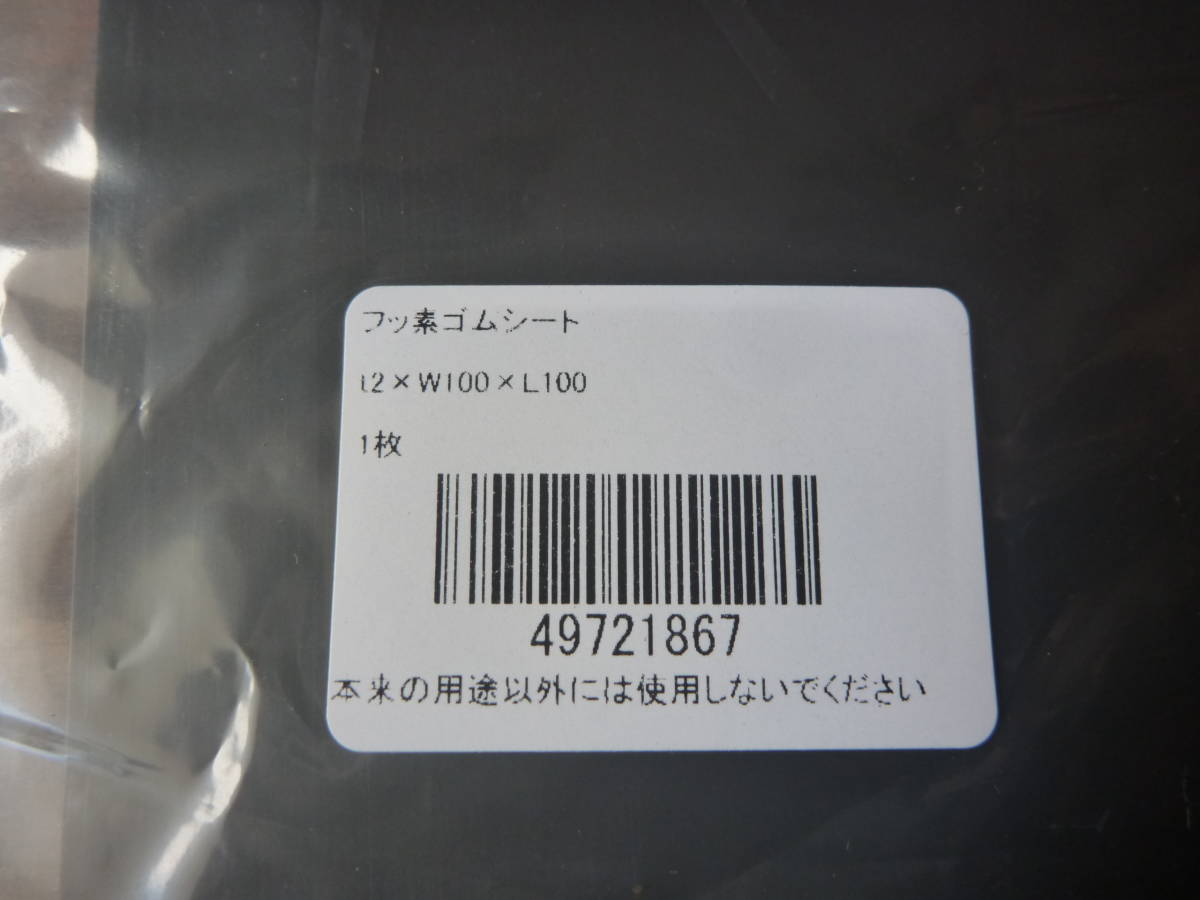 フッ素ゴムシート
t2×W100×L100
1枚
49721867
本来の用途以外には使用しないでください